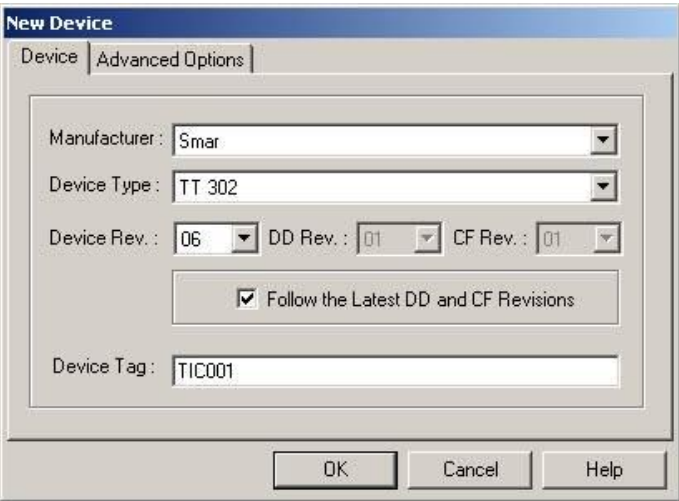 New Device
Device Advanced Options
Manufacturer : Smar
Device Type : TT 302
Device Rev. : 06 DD Rev. : 01 CF Rev. : 01
Follow the Latest DD and CF Revisions
Device Tag : TIC001
OK Cancel Help